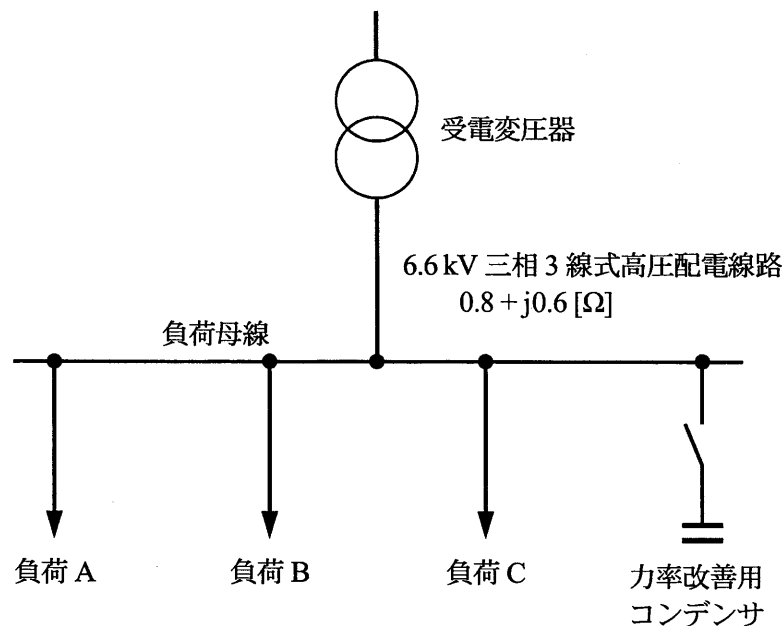 受電変圧器
6.6 kV 三相 3 線式高圧配電線路
0.8 + j0.6 [Ω]
負荷母線
負荷 A
負荷 B
負荷 C
力率改善用
コンデンサ